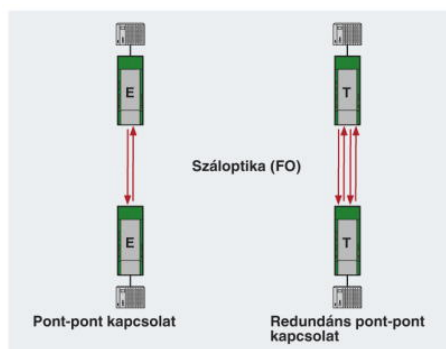 E
T
Száloptika (FO)
E
T
Pont-pont kapcsolat
Redundáns pont-pont
kapcsolat